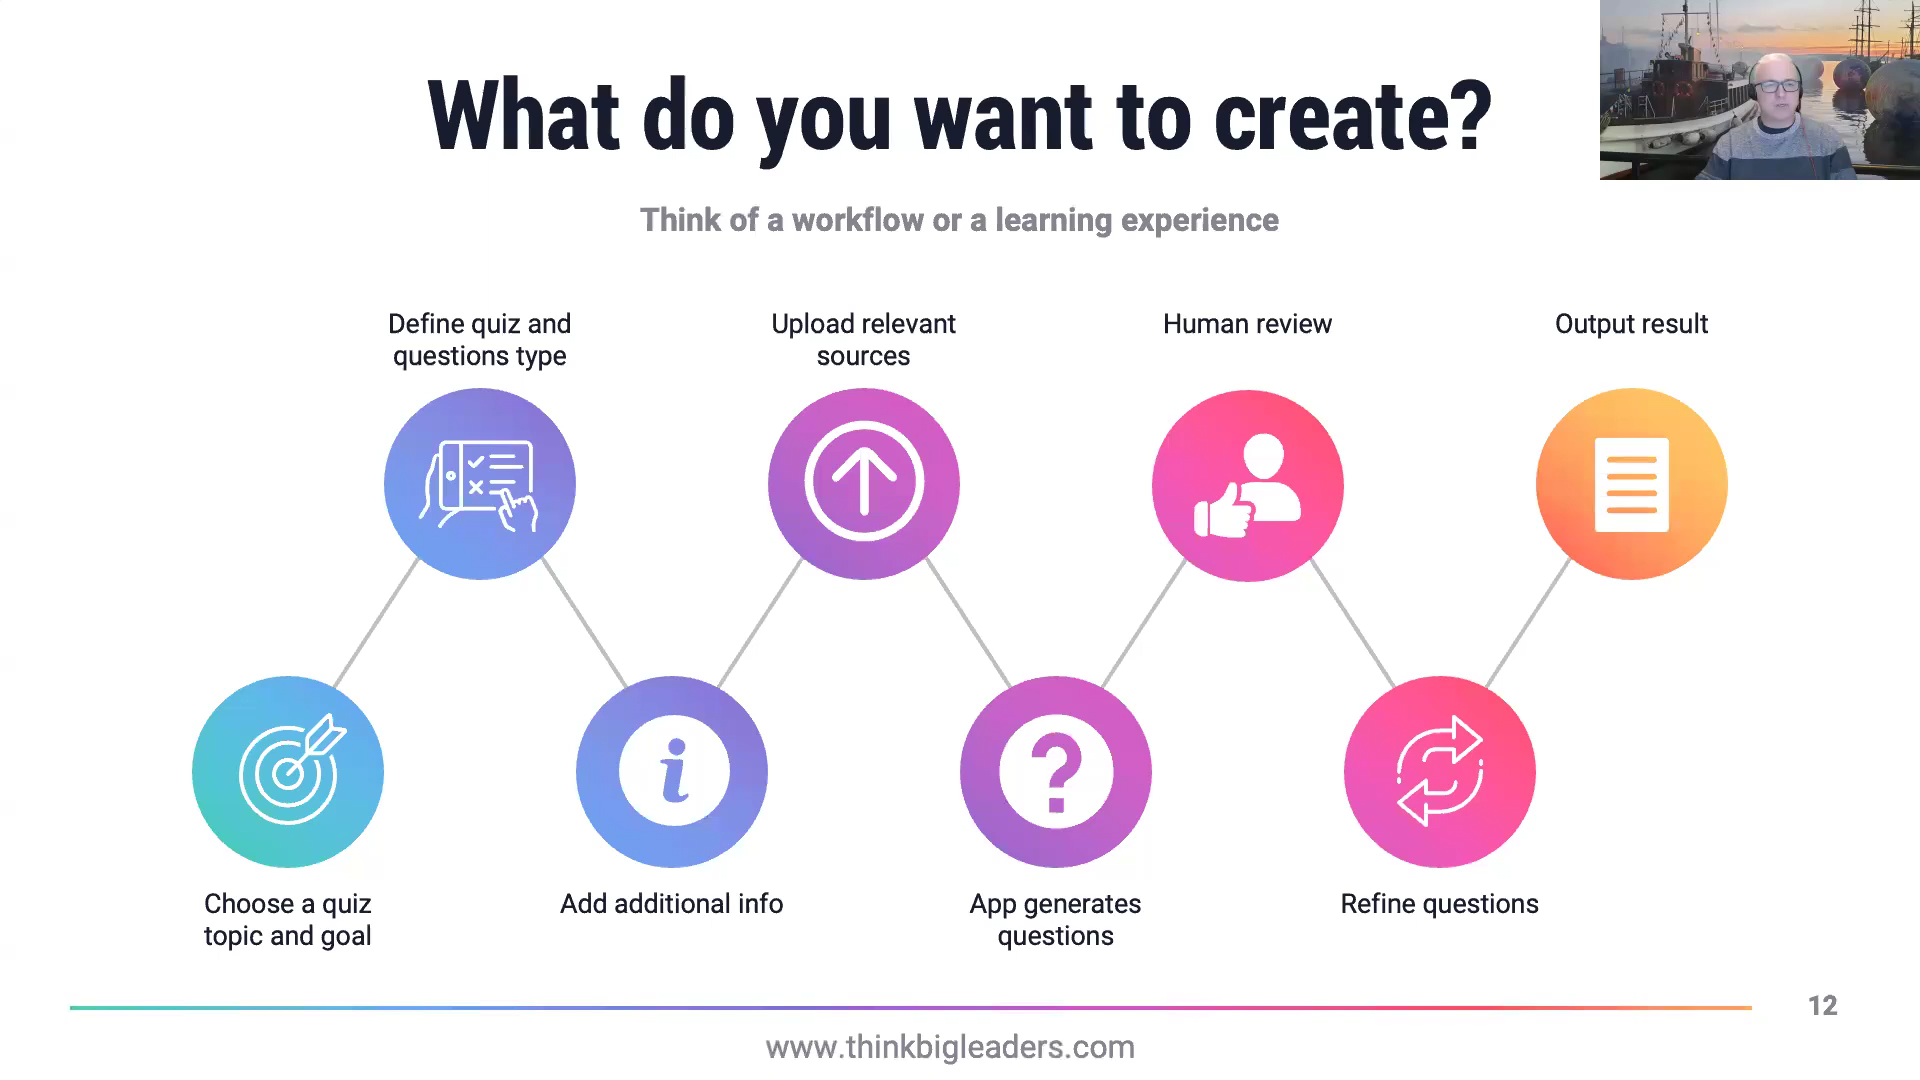 What do you want to create?
Think of a workflow or a learning experience
Define quiz and
questions type
Upload relevant
sources
Human review
Output result
Choose a quiz
topic and goal
Add additional info
App generates
questions
Refine questions
12
www.thinkbigleaders.com